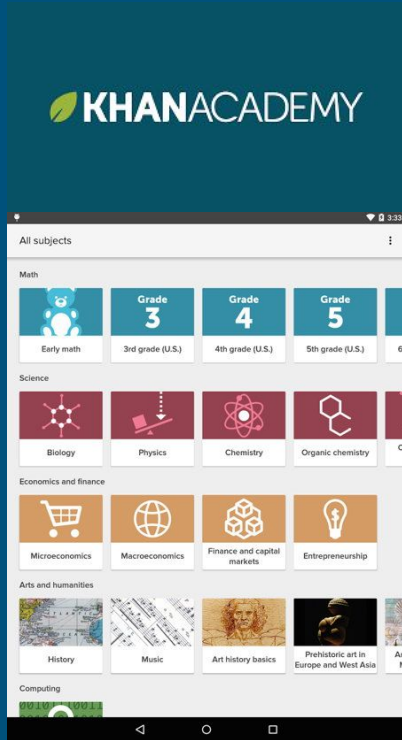 KHANACADEMY
3:33
All subjects
Math
Grade 3
Grade 4
Grade 5
Early math
3rd grade (U.S.)
4th grade (U.S.)
5th grade (U.S.)
6
Science
Biology
Physics
Chemistry
Organic chemistry
Economics and finance
Microeconomics
Macroeconomics
Finance and capital
markets
Entrepreneurship
Arts and humanities
History
Music
Art history basics
Prehistoric art in
Europe and West Asia
Computing